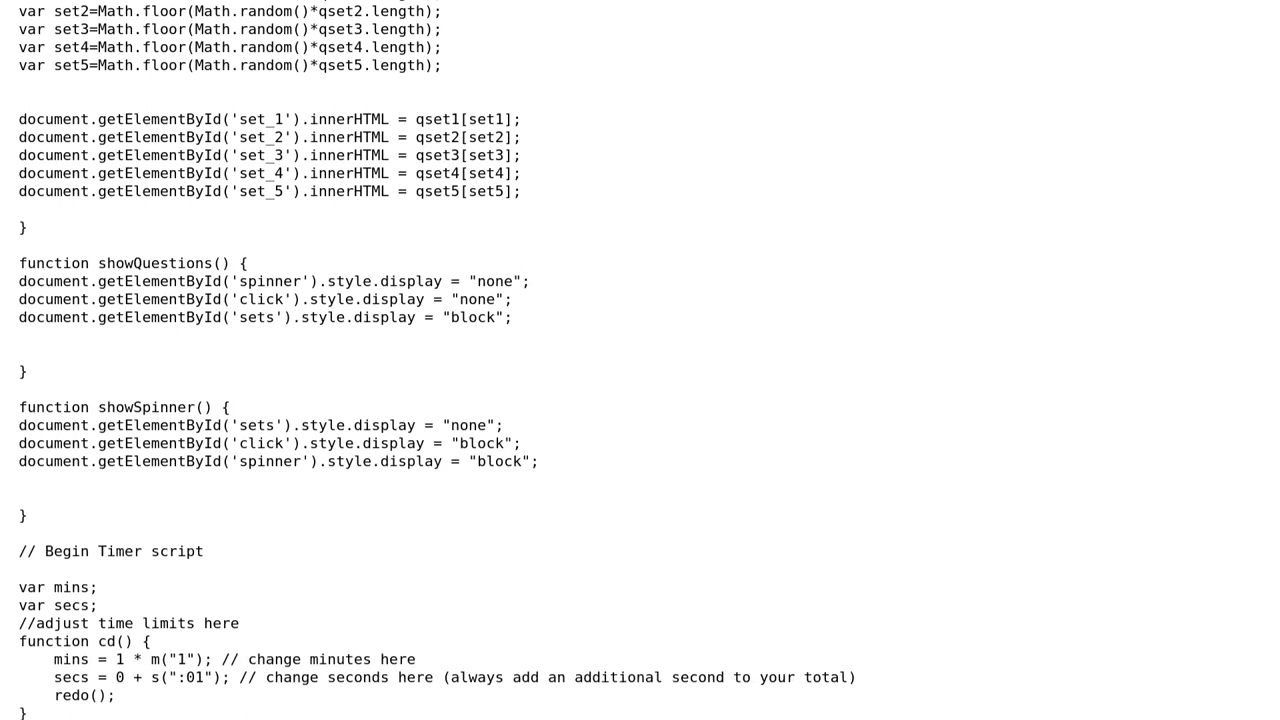 var set2=Math.floor(Math.random()*qset2.length);
var set3=Math.floor(Math.random()*qset3.length);
var set4=Math.floor(Math.random()*qset4.length);
var set5=Math.floor(Math.random()*qset5.length);
document.getElementById('set_1').innerHTML = qset1[set1];
document.getElementById('set_2').innerHTML = qset2[set2];
document.getElementById('set_3').innerHTML = qset3[set3];
document.getElementById('set_4').innerHTML = qset4[set4];
document.getElementById('set_5').innerHTML = qset5[set5];
}
function showQuestions() {
document.getElementById('spinner').style.display = "none";
document.getElementById('click').style.display = "none";
document.getElementById('sets').style.display = "block";
}
function showSpinner() {
document.getElementById('sets').style.display = "none";
document.getElementById('click').style.display = "block";
document.getElementById('spinner').style.display = "block";
}
// Begin Timer script
var mins;
var secs;
//adjust time limits here
function cd() {
    mins = 1 * m("1"); // change minutes here
    secs = 0 + s(":01"); // change seconds here (always add an additional second to your total)
    redo();
}